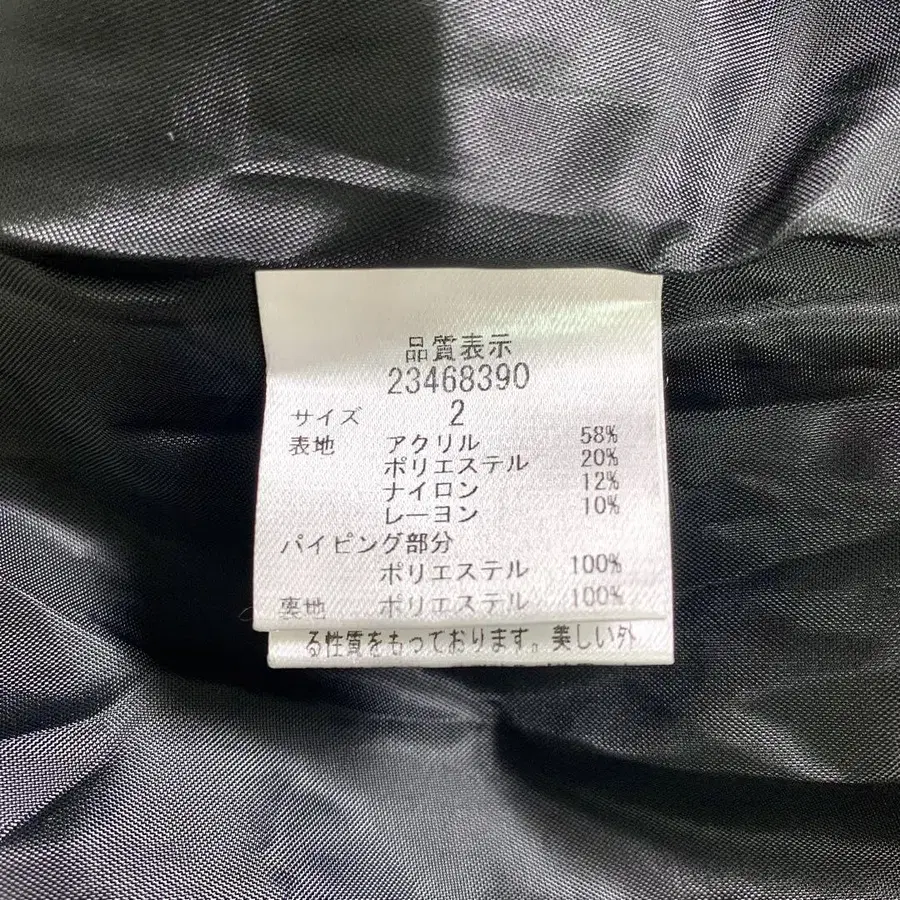 品質表示
23468390
サイズ 2
表地 アクリル 58%
ポリエステル 20%
ナイロン 12%
レーヨン 10%
パイピング部分
ポリエステル 100%
裏地 ポリエステル 100%
る性質をもっております。美しい外